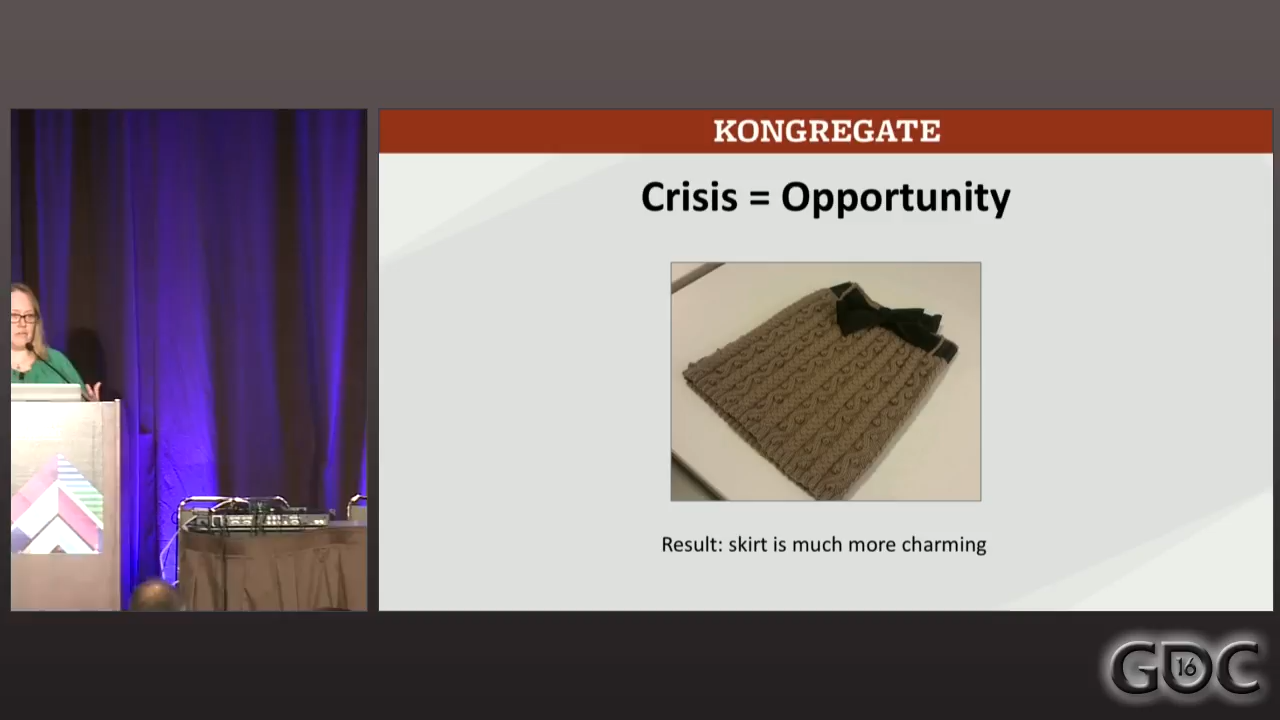 KONGREGATE
Crisis = Opportunity
Result: skirt is much more charming
GDC
16